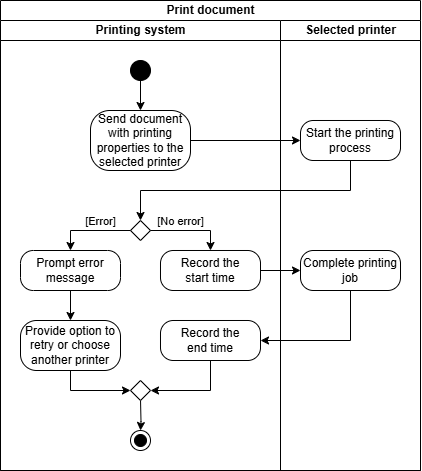 Print document
Printing system
Selected printer
Send document
with printing
properties to the
selected printer
Start the printing
process
[Error]
[No error]
Prompt error
message
Record the
start time
Complete printing
job
Provide option to
retry or choose
another printer
Record the
end time